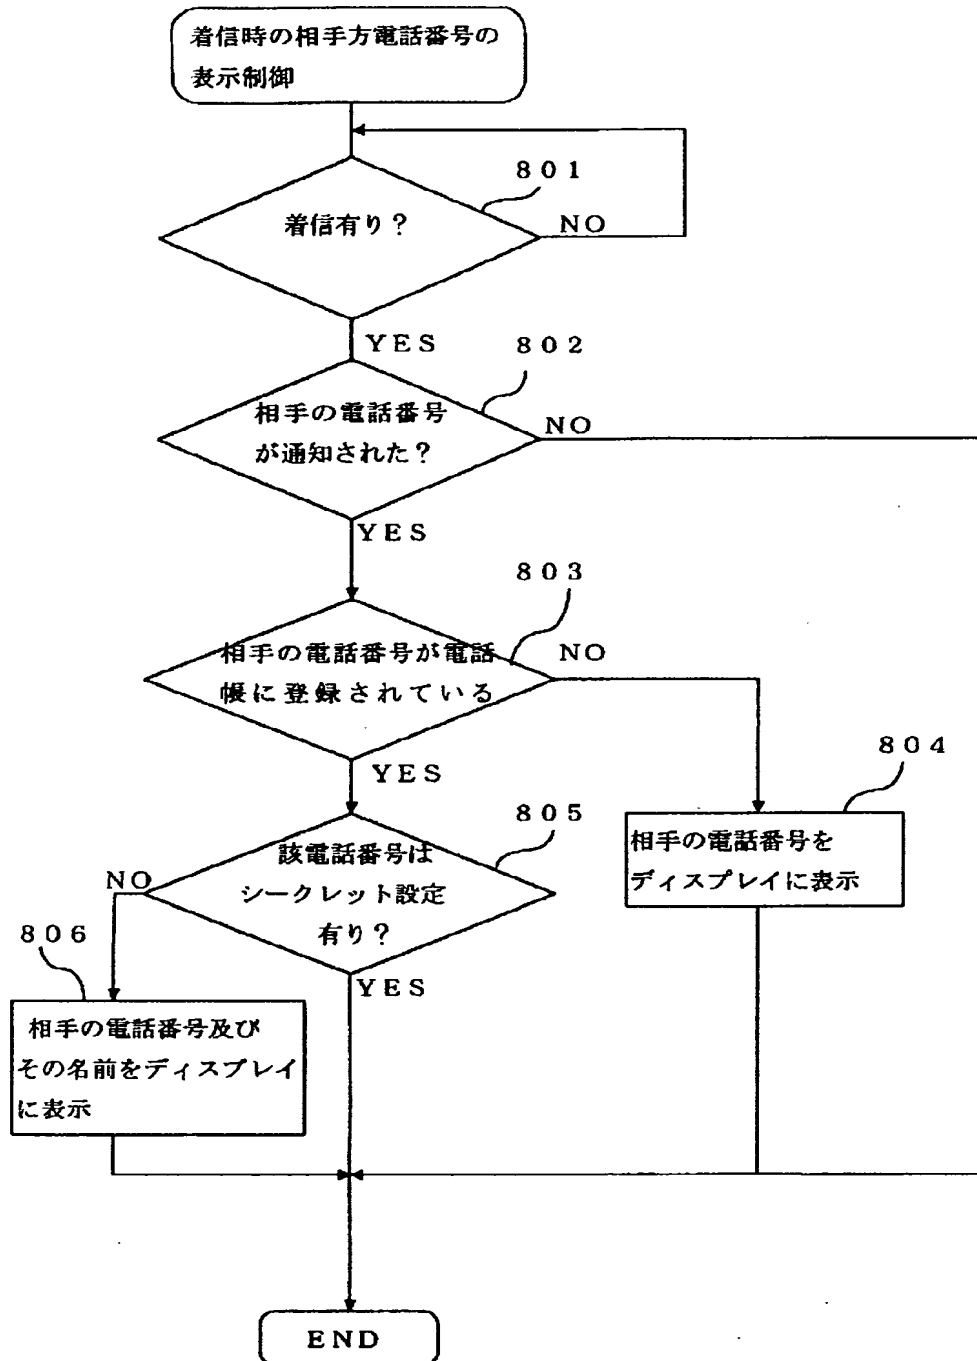 着信時の相手方電話番号の
表示制御
801
着信有り?
NO
YES
802
相手の電話番号
が通知された?
NO
YES
803
相手の電話番号が電話
帳に登録されている
NO
YES
804
相手の電話番号を
ディスプレイに表示
805
該電話番号は
シークレット設定
有り?
NO
YES
806
相手の電話番号及び
その名前をディスプレイ
に表示
END